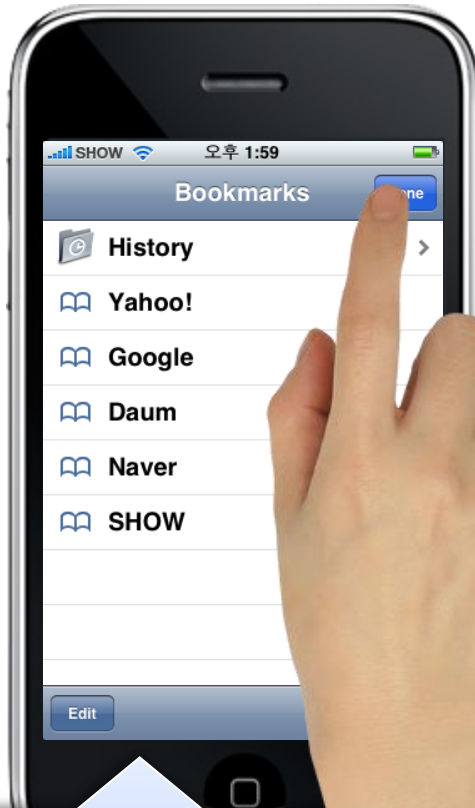 SHOW 오후 1:59
Bookmarks
History
Yahoo!
Google
Daum
Naver
SHOW
Edit